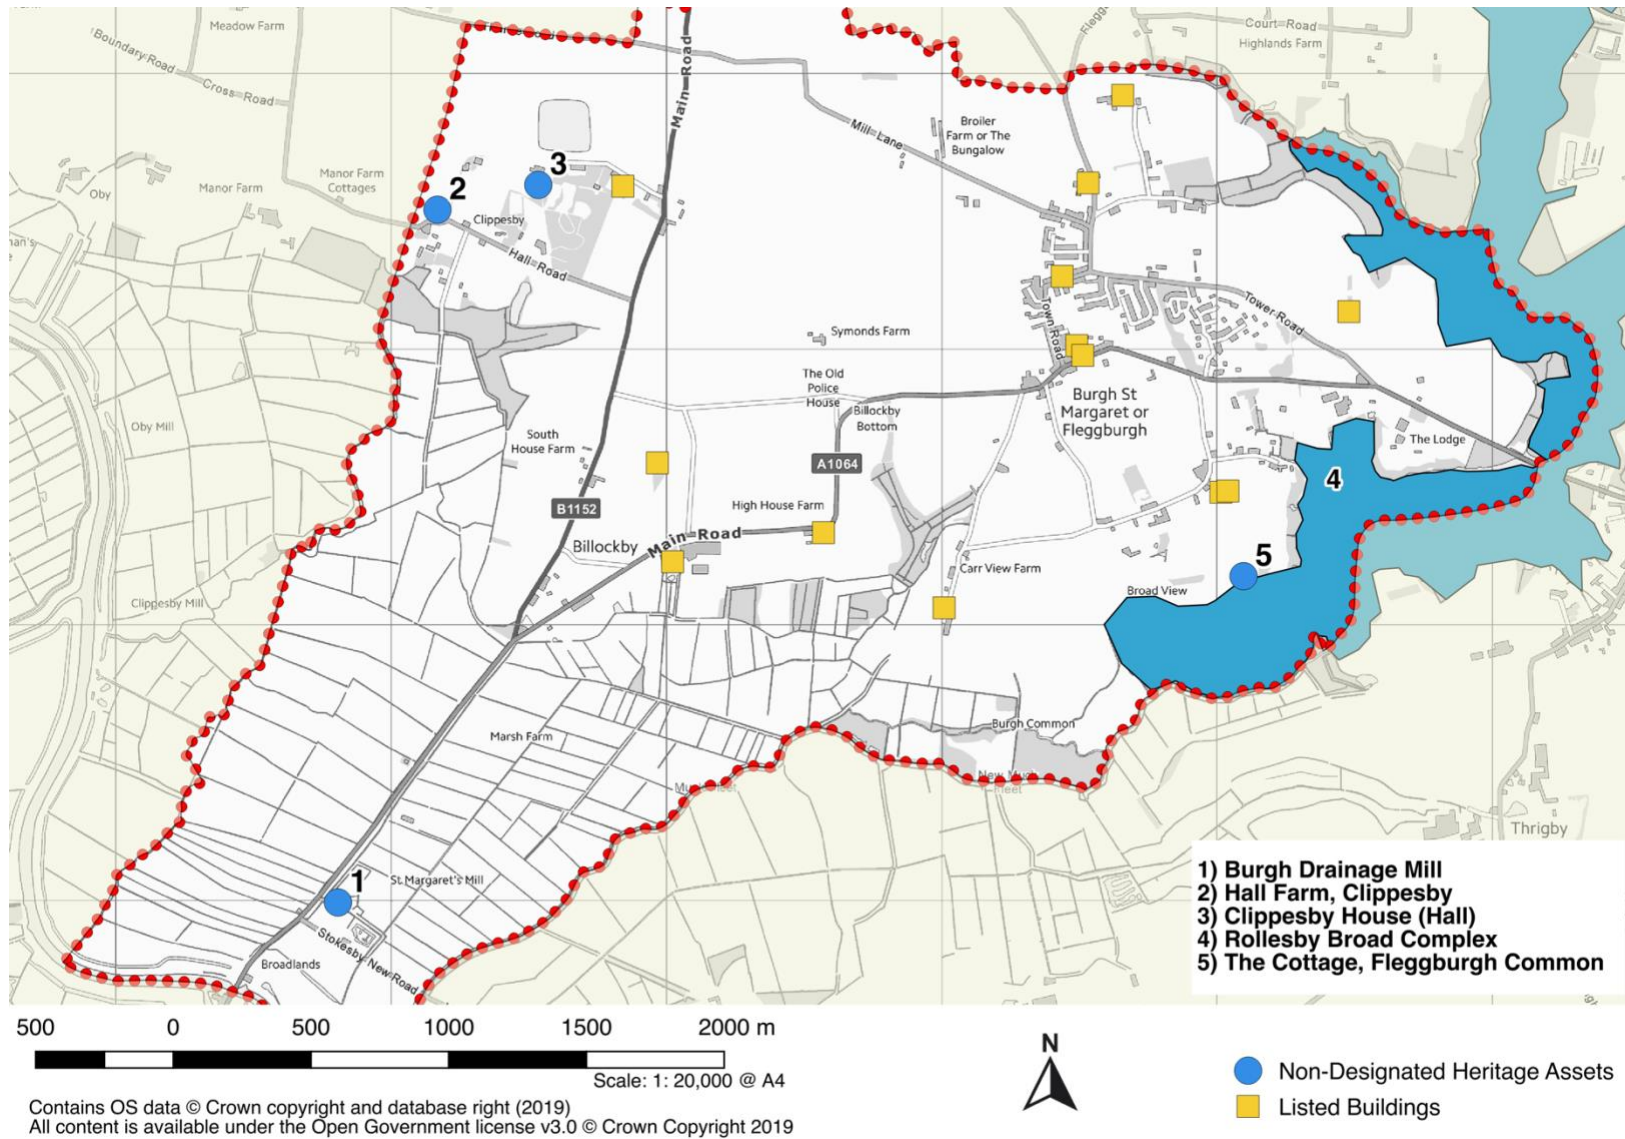 Meadow Farm
Boundary Road
Cross Road
Main Road
Court Road
Highlands Farm
Mill Lane
Broiler
Farm or The
Bungalow
Oby
Manor Farm
Manor Farm
Cottages
2
3
Clippesby
Hall Road
Town Road
Tower Road
Symonds Farm
The Old
Police
House
Billockby
Bottom
Burgh St
Margaret or
Fleggburgh
Oby Mill
South
House Farm
The Lodge
A1064
4
High House Farm
B1152
Main Road
Billockby
5
Carr View Farm
Broad View
Clippesby Mill
Burgh Common
Marsh Farm
Thrigby
1
St Margaret's Mill
Stokesby New Road
Broadlands
1) Burgh Drainage Mill
2) Hall Farm, Clippesby
3) Clippesby House (Hall)
4) Rollesby Broad Complex
5) The Cottage, Fleggburgh Common
500 0 500 1000 1500 2000 m
Scale: 1: 20,000 @ A4
N
Non-Designated Heritage Assets
Listed Buildings
Contains OS data © Crown copyright and database right (2019)
All content is available under the Open Government license v3.0 © Crown Copyright 2019